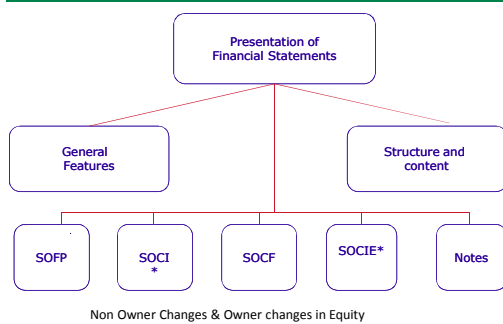 Presentation of
Financial Statements
General
Features
Structure and
content
SOFP
SOCI
*
SOCF
SOCIE*
Notes
Non Owner Changes & Owner changes in Equity